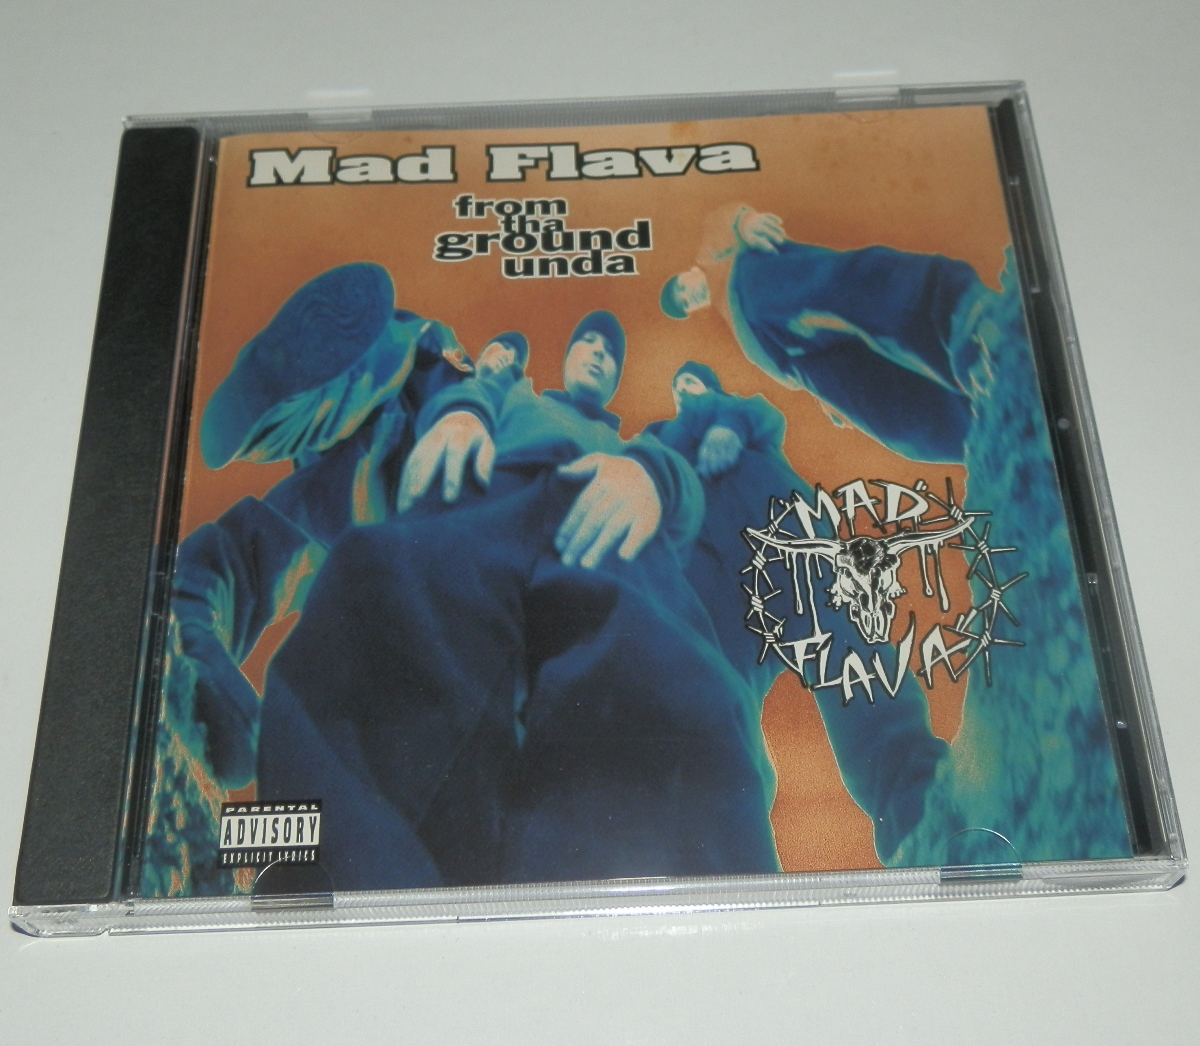 Mad Flava
from
tha
ground
unda
"MAD"
"FLAVA"
PARENTAL
ADVISORY
EXPLICIT LYRICS